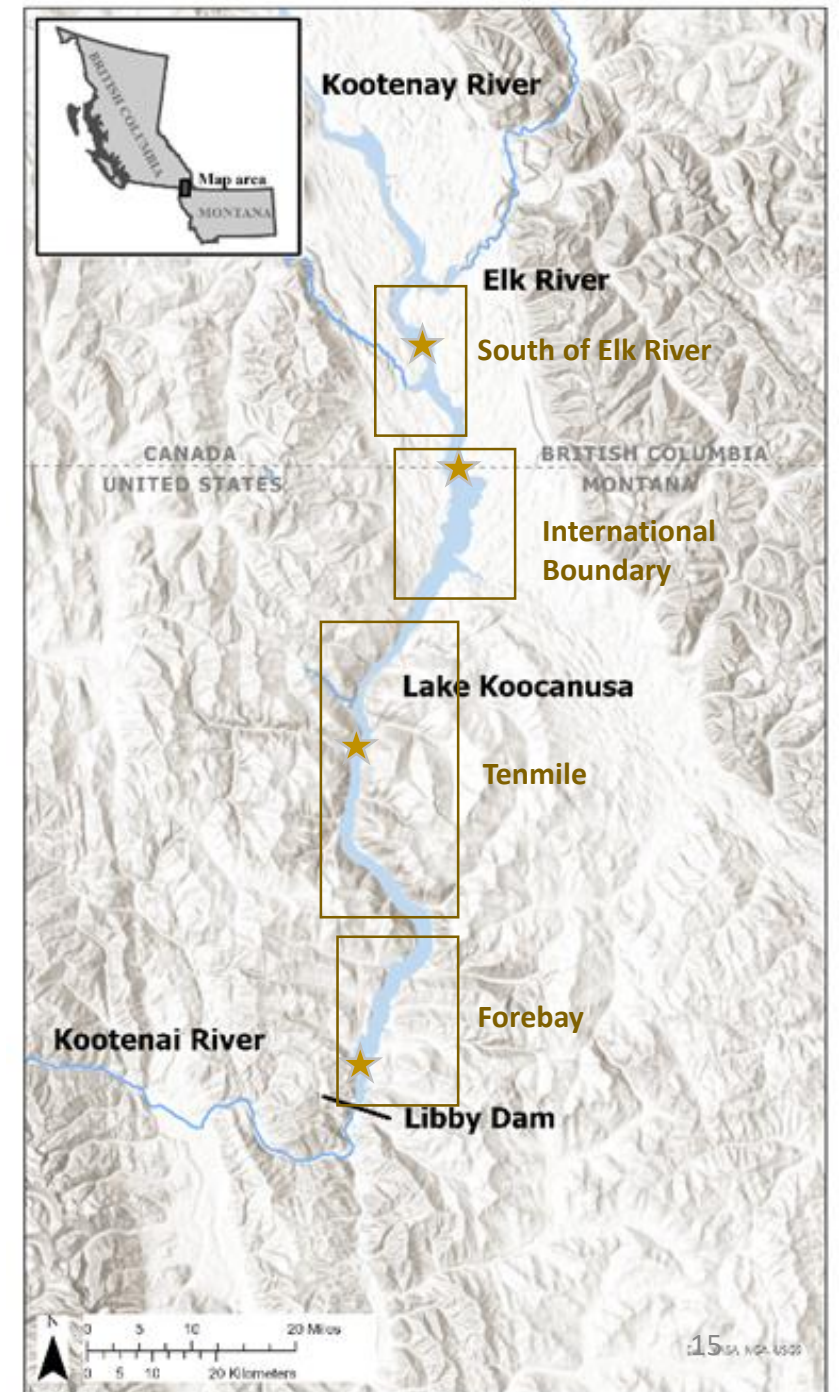 BRITISH COLUMBIA
Map area
MONTANA
Kootenay River
Elk River
South of Elk River
CANADA
BRITISH COLUMBIA
UNITED STATES
MONTANA
International
Boundary
Lake Koocanusa
Tenmile
Forebay
Kootenai River
Libby Dam
N
0 5 10 20 Miles
0 5 10 20 Kilometers
15
NGA USGS